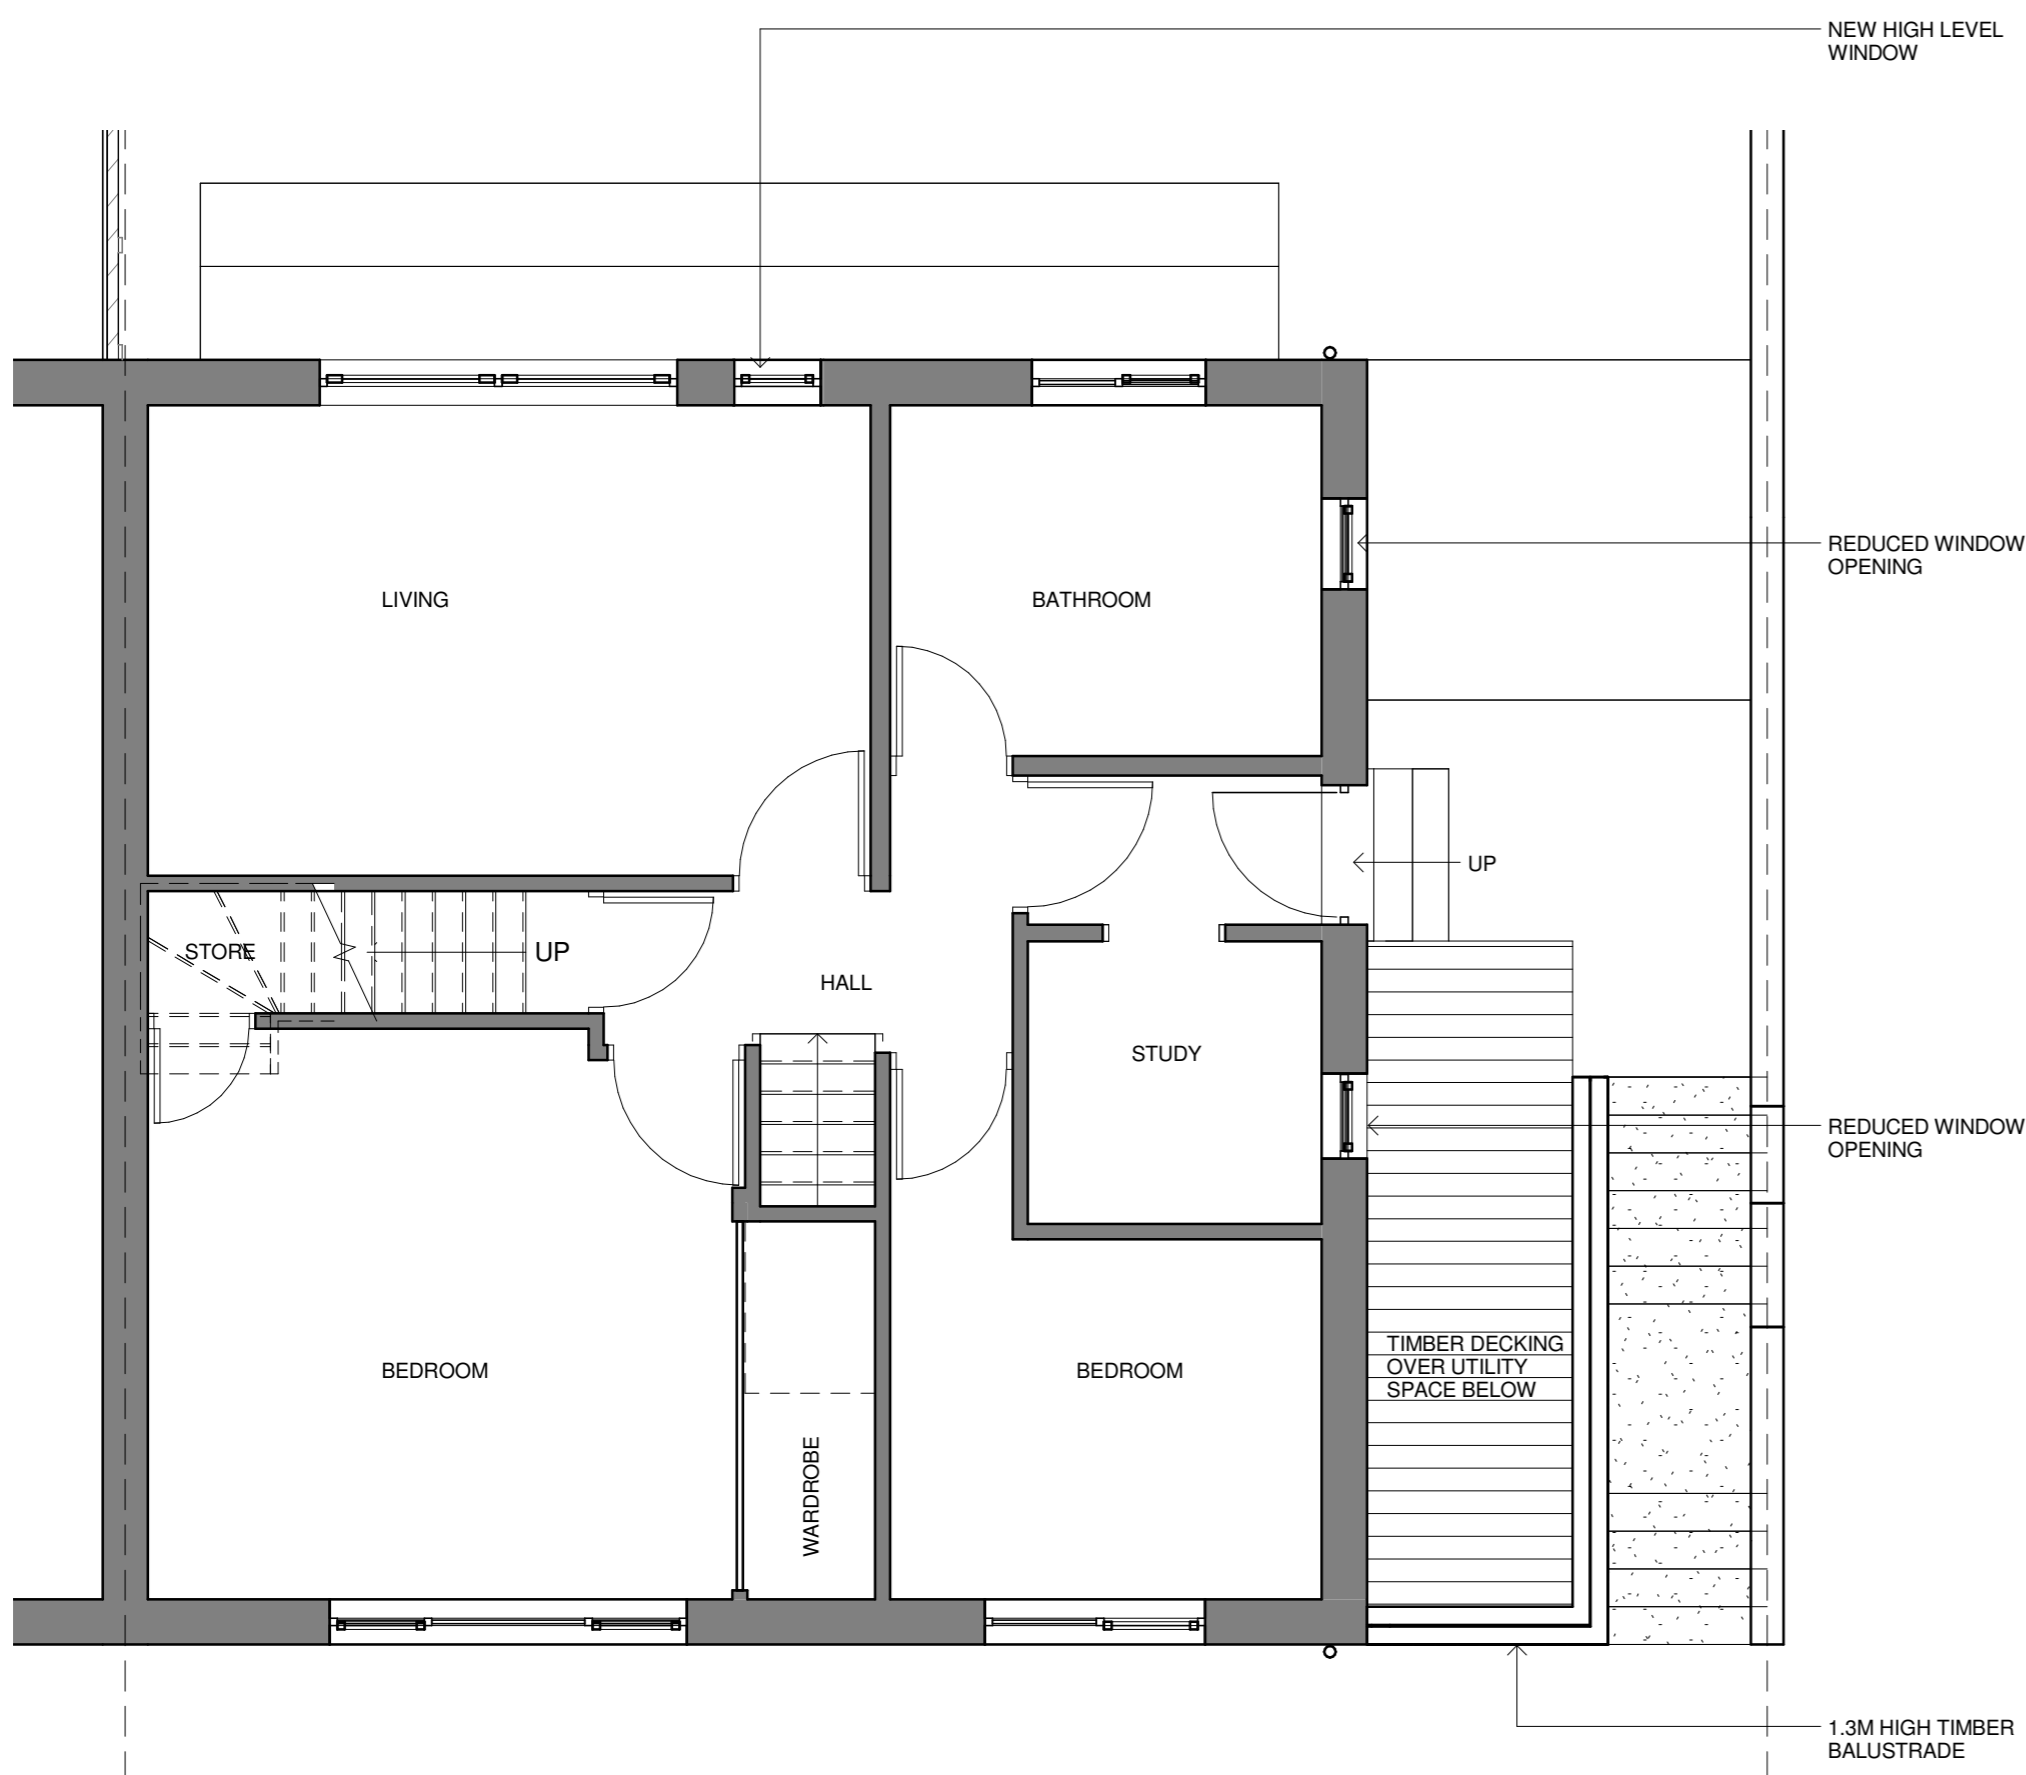 NEW HIGH LEVEL
WINDOW
REDUCED WINDOW
OPENING
LIVING
BATHROOM
UP
STORE
UP
HALL
STUDY
REDUCED WINDOW
OPENING
TIMBER DECKING
OVER UTILITY
SPACE BELOW
BEDROOM
BEDROOM
WARDROBE
1.3M HIGH TIMBER
BALUSTRADE